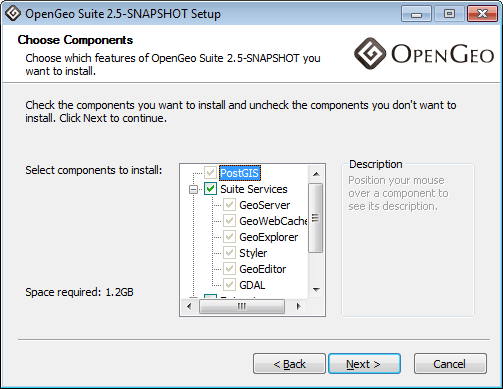 OpenGeo Suite 2.5-SNAPSHOT Setup
Choose Components
Choose which features of OpenGeo Suite 2.5-SNAPSHOT you
want to install.
OPENGEO
Check the components you want to install and uncheck the components you don't want to
install. Click Next to continue.
Select components to install:
PostGIS
Suite Services
GeoServer
GeoWebCache
GeoExplorer
Styler
GeoEditor
GDAL
Space required: 1.2GB
Description
Position your mouse
over a component to
see its description.
< Back
Next >
Cancel